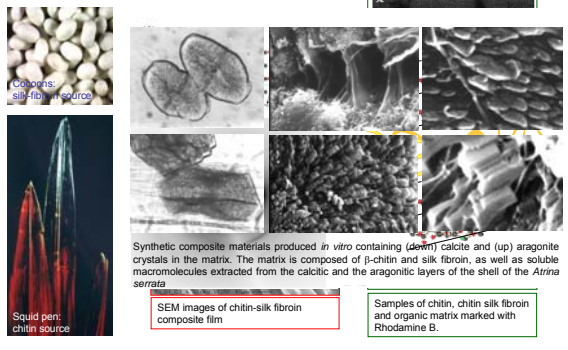 Cocoons:
silk-fibroin source
Synthetic composite materials produced in vitro containing (down) calcite and (up) aragonite
crystals in the matrix. The matrix is composed of β-chitin and silk fibroin, as well as soluble
macromolecules extracted from the calcitic and the aragonitic layers of the shell of the Atrina
serrata
Squid pen:
chitin source
SEM images of chitin-silk fibroin
composite film
Samples of chitin, chitin silk fibroin
and organic matrix marked with
Rhodamine B.